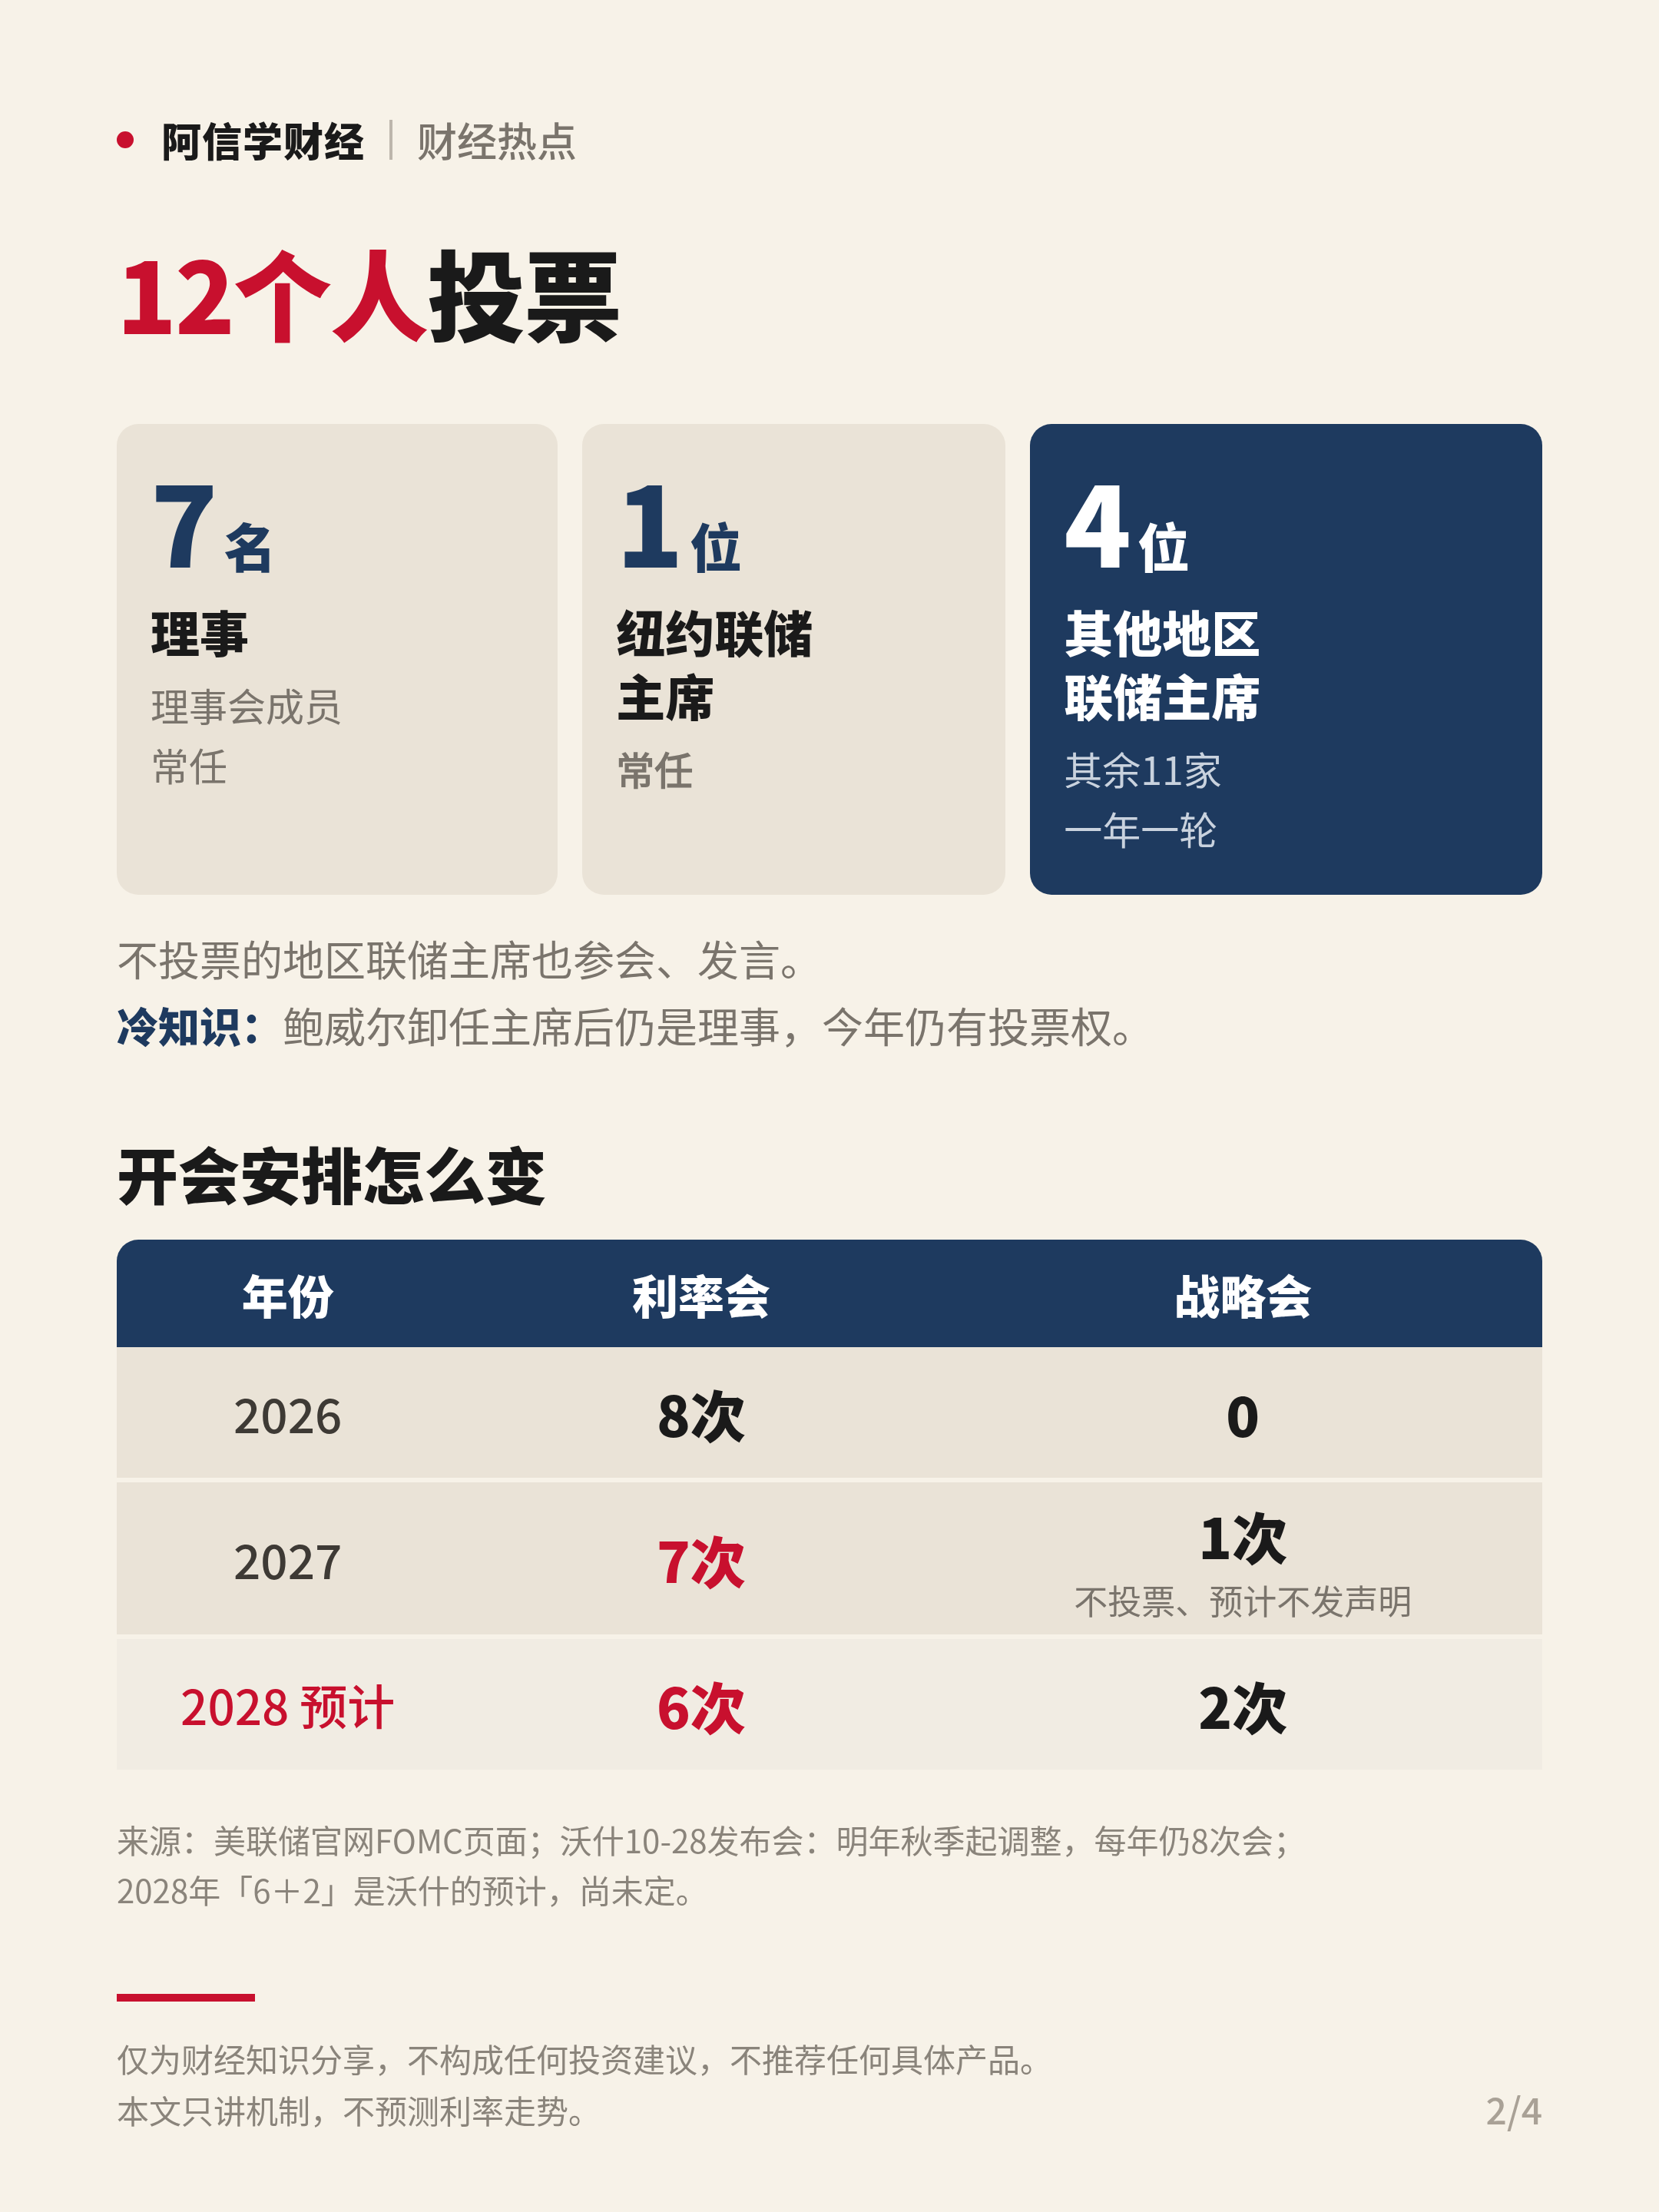 阿信学财经｜财经热点
12个人投票
7名
理事
理事会成员
常任
1位
纽约联储
主席
常任
4位
其他地区
联储主席
其余11家
一年一轮
不投票的地区联储主席也参会、发言。
冷知识：鲍威尔卸任主席后仍是理事，今年仍有投票权。
开会安排怎么变
年份 利率会 战略会
2026 8次 0
2027 7次 1次
不投票、预计不发声明
2028 预计 6次 2次
来源：美联储官网FOMC页面；沃什10-28发布会：明年秋季起调整，每年仍8次会；
2028年「6＋2」是沃什的预计，尚未定。
仅为财经知识分享，不构成任何投资建议，不推荐任何具体产品。
本文只讲机制，不预测利率走势。
2/4